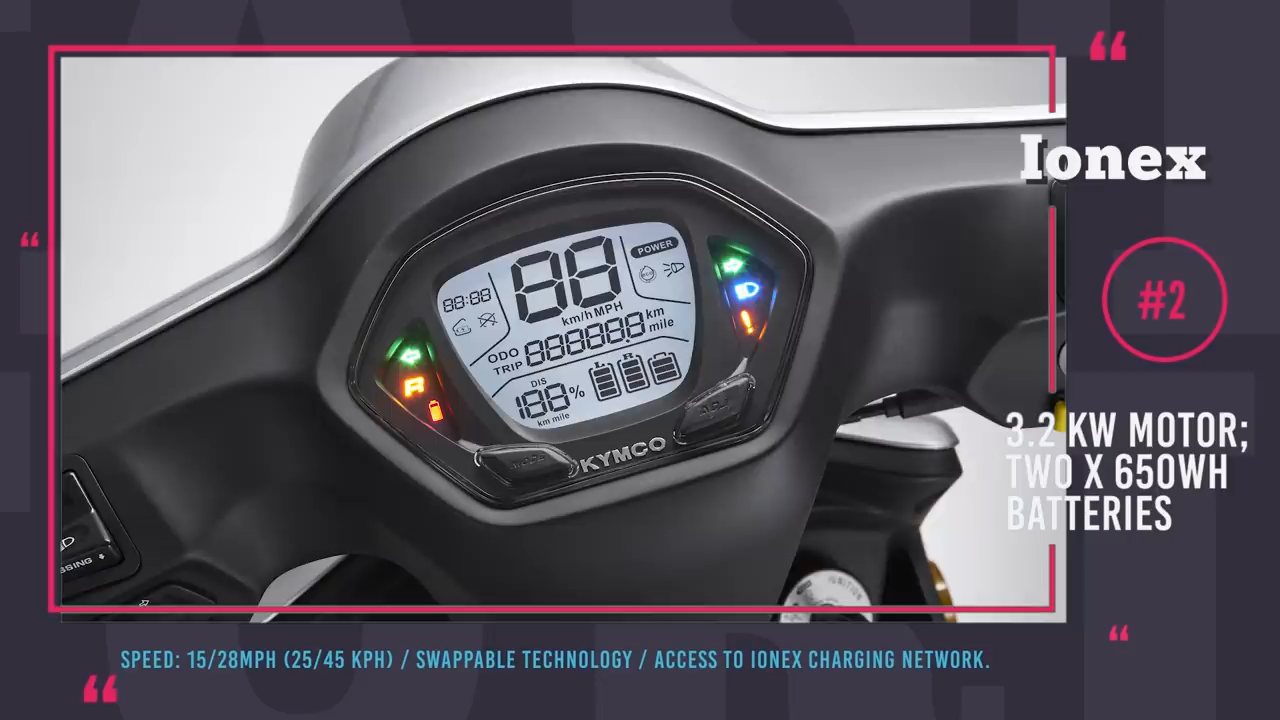 Ionex
#2
3.2 KW MOTOR;
TWO X 650WH
BATTERIES
88:88
88
POWER
km/h MPH
ODO
TRIP
888888
km
mile
DIS
188%
km mile
R
KYMCO
R
SSING
IGNITION
SPEED: 15/28MPH (25/45 KPH) / SWAPPABLE TECHNOLOGY / ACCESS TO IONEX CHARGING NETWORK.